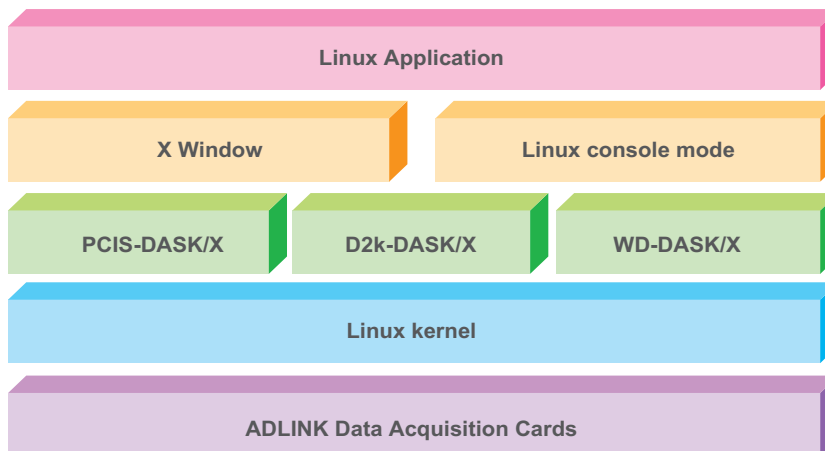 Linux Application
X Window
Linux console mode
PCIS-DASK/X
D2k-DASK/X
WD-DASK/X
Linux kernel
ADLINK Data Acquisition Cards